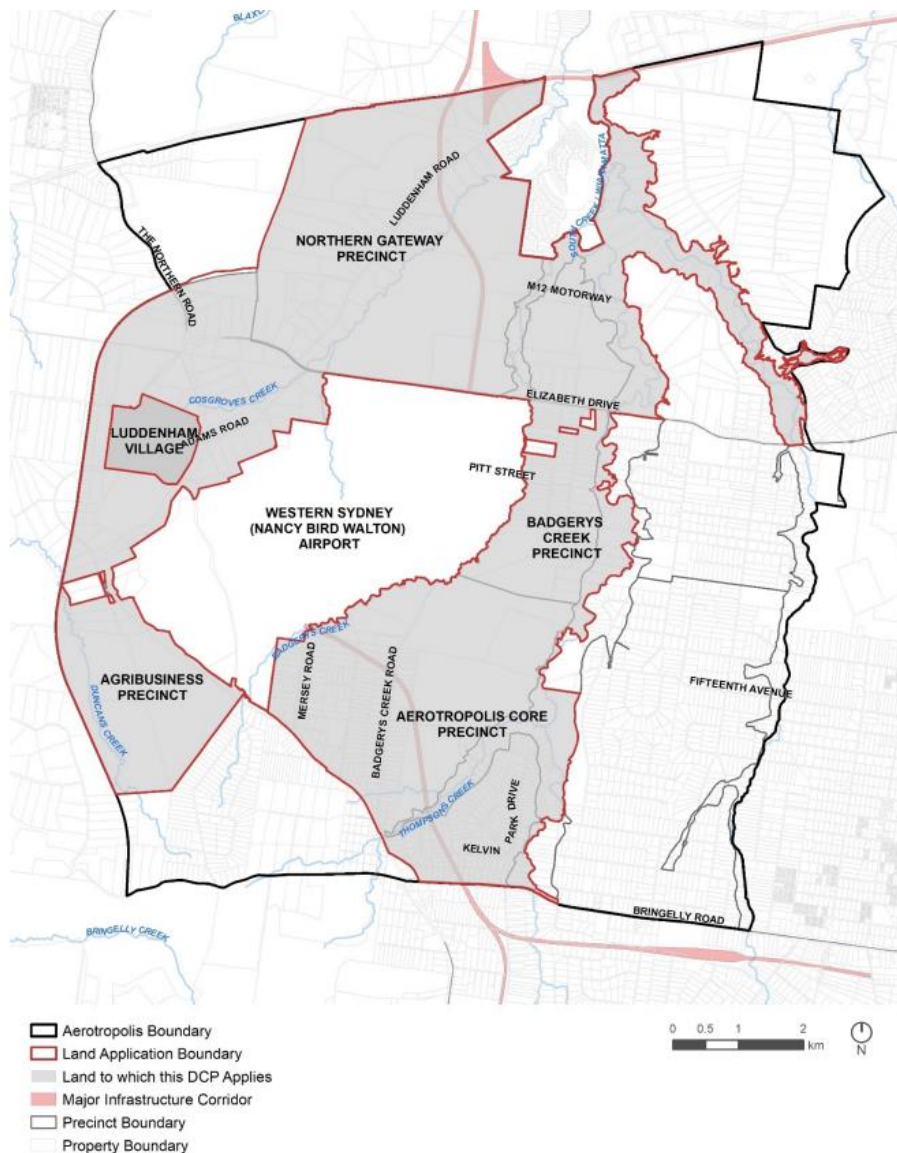 BLAXL
LUDDENHAM ROAD
SOUTH CREEK / WIANAMATTA
NORTHERN GATEWAY
PRECINCT
THE NORTHERN ROAD
M12 MOTORWAY
COSGROVES CREEK
ELIZABETH DRIVE
LUDDENHAM
VILLAGE
ADAMS ROAD
PITT STREET
WESTERN SYDNEY
(NANCY BIRD WALTON)
AIRPORT
BADGERYS
CREEK
PRECINCT
BADGERYS CREEK
MERSEY ROAD
BADGERYS CREEK ROAD
AGRIBUSINESS
PRECINCT
DUNCANS CREEK
FIFTEENTH AVENUE
AEROTROPOLIS CORE
PRECINCT
THOMPSONS CREEK
PARK DRIVE
KELVIN
BRINGELLY ROAD
BRINGELLY CREEK
Aerotropolis Boundary
Land Application Boundary
Land to which this DCP Applies
Major Infrastructure Corridor
Precinct Boundary
Property Boundary
0 0.5 1 2
km
N